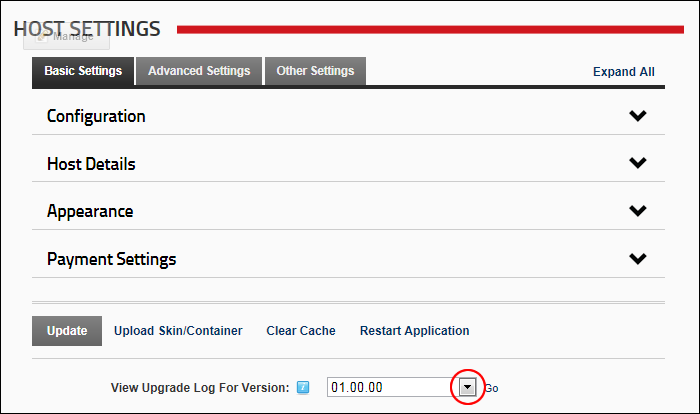 HOST SETTINGS
Manage
Basic Settings Advanced Settings Other Settings Expand All
Configuration
Host Details
Appearance
Payment Settings
Update Upload Skin/Container Clear Cache Restart Application
View Upgrade Log For Version: 01.00.00 Go